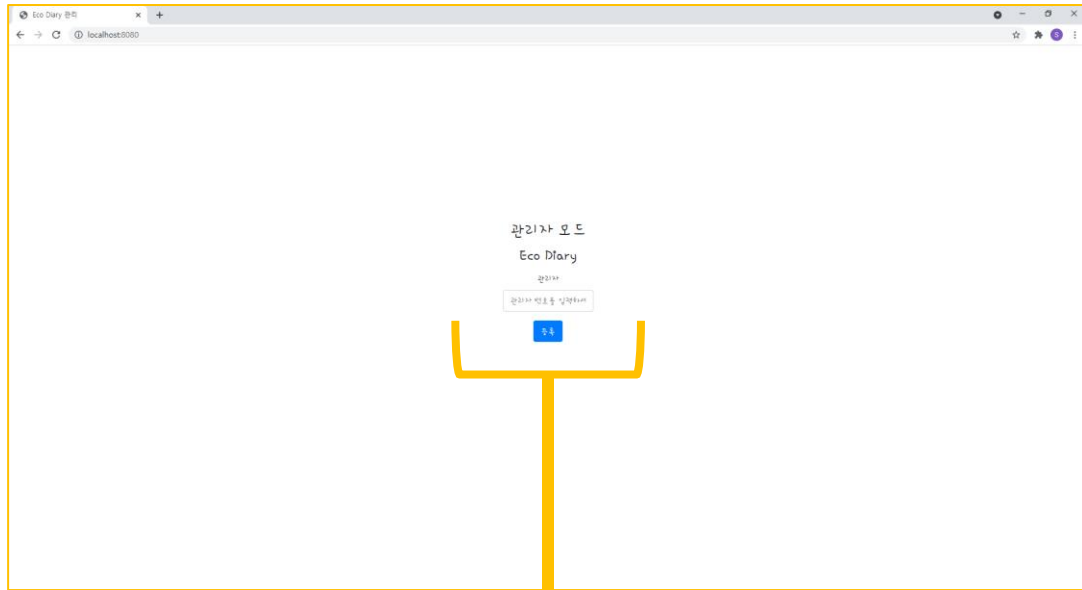 Eco Diary 관리
localhost:8080
S
관리자 모드
Eco Diary
관리자
관리자 번호를 입력하세
등록